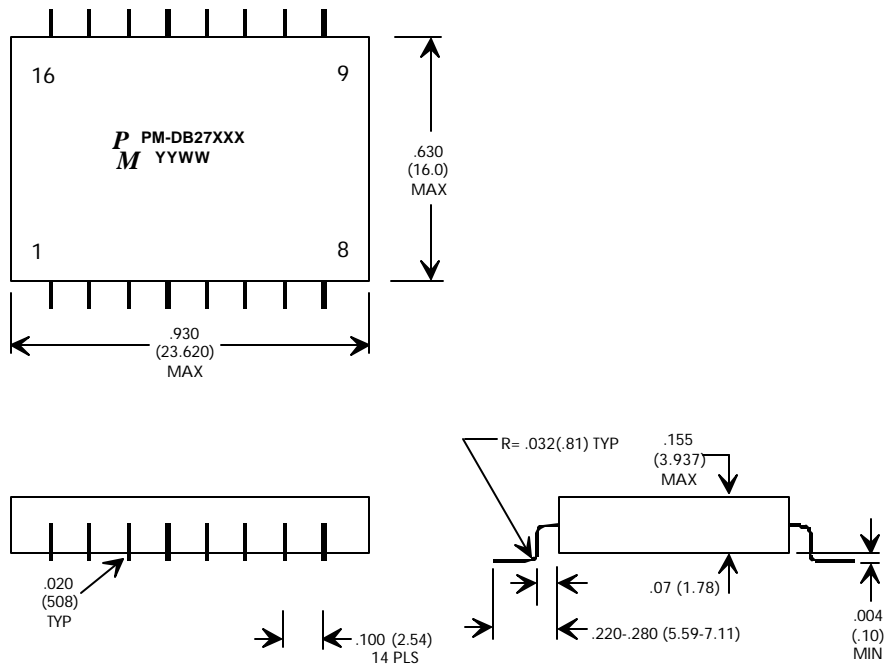 16
9
P PM-DB27XXX
M YYWW
1
8
.630
(16.0)
MAX
.930
(23.620)
MAX
R= .032(.81) TYP
.155
(3.937)
MAX
.020
(508)
TYP
.100 (2.54)
14 PLS
.07 (1.78)
.220-.280 (5.59-7.11)
.004
(.10)
MIN